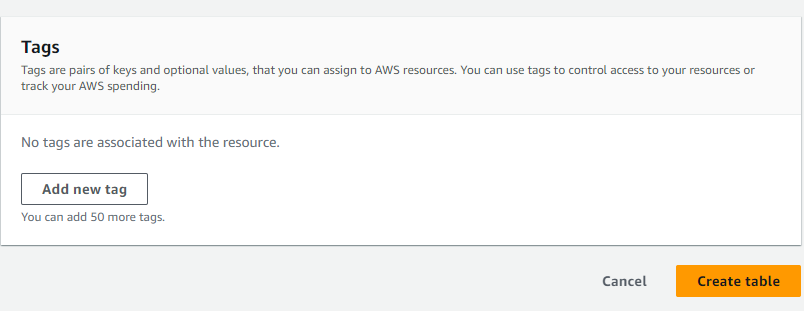 Tags
Tags are pairs of keys and optional values, that you can assign to AWS resources. You can use tags to control access to your resources or
track your AWS spending.
No tags are associated with the resource.
Add new tag
You can add 50 more tags.
Cancel Create table